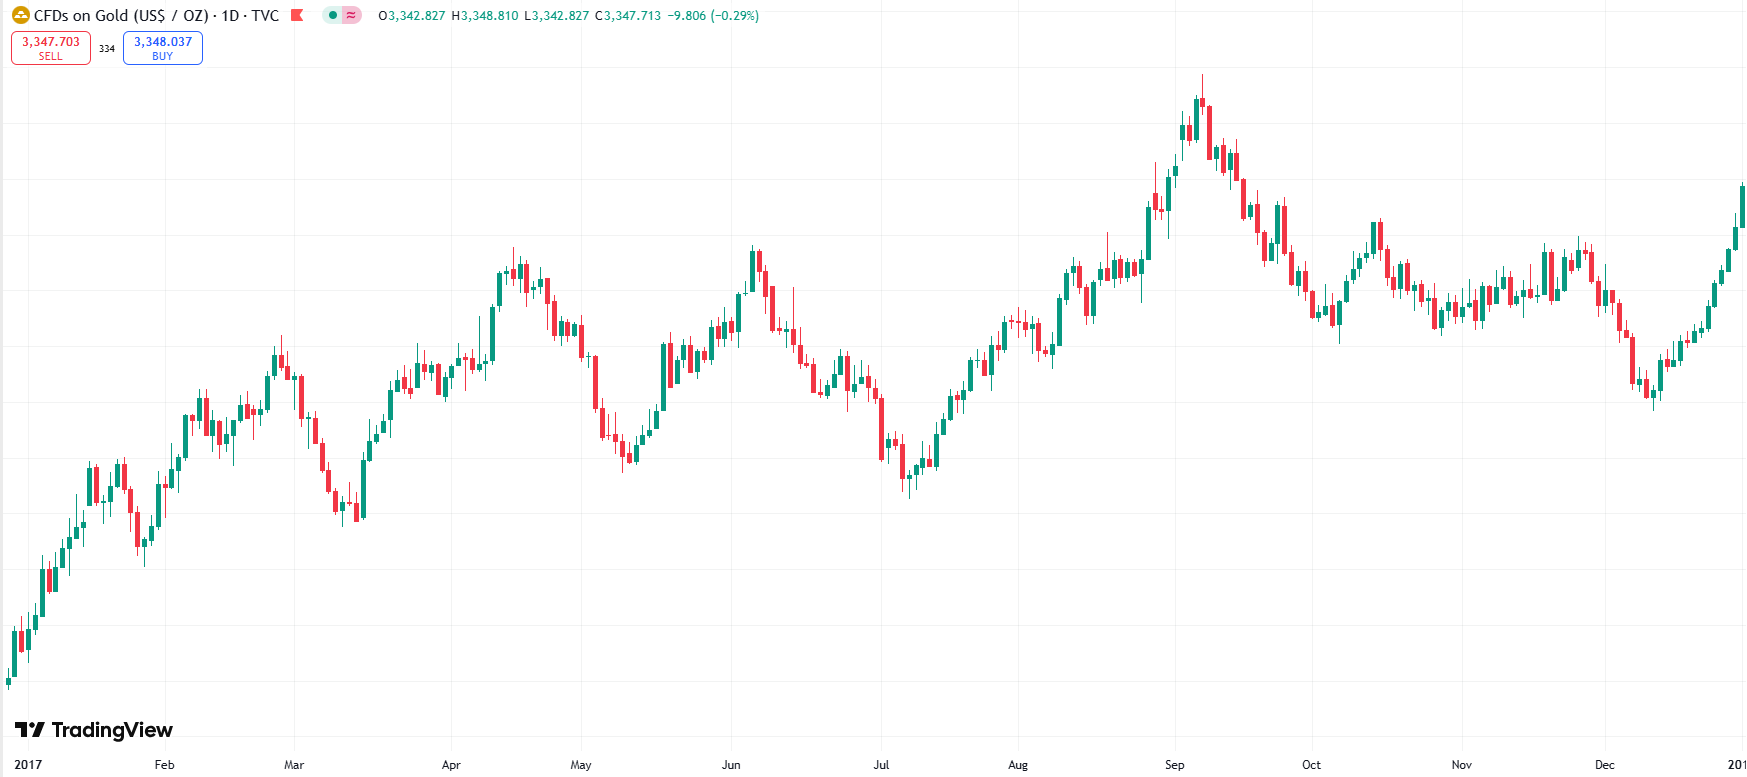 CFDs on Gold (US$ / OZ) · 1D · TVC O3,342.827 H3,348.810 L3,342.827 C3,347.713 −9.806 (−0.29%)
3,347.703 334 3,348.037
SELL BUY
TradingView
2017 Feb Mar Apr May Jun Jul Aug Sep Oct Nov Dec